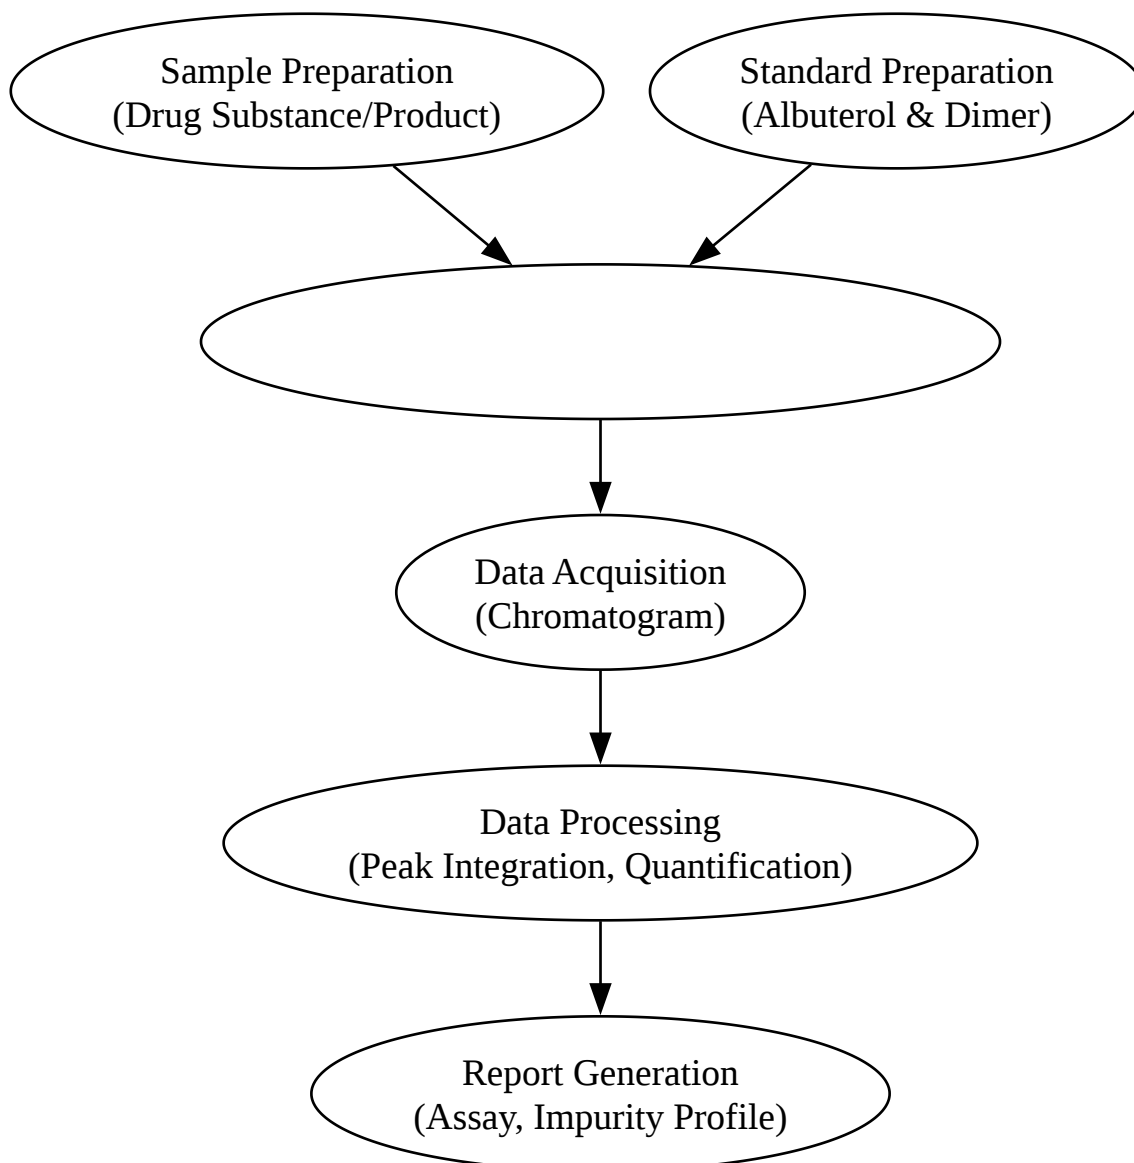 Sample Preparation
(Drug Substance/Product)
Standard Preparation
(Albuterol & Dimer)
Data Acquisition
(Chromatogram)
Data Processing
(Peak Integration, Quantification)
Report Generation
(Assay, Impurity Profile)